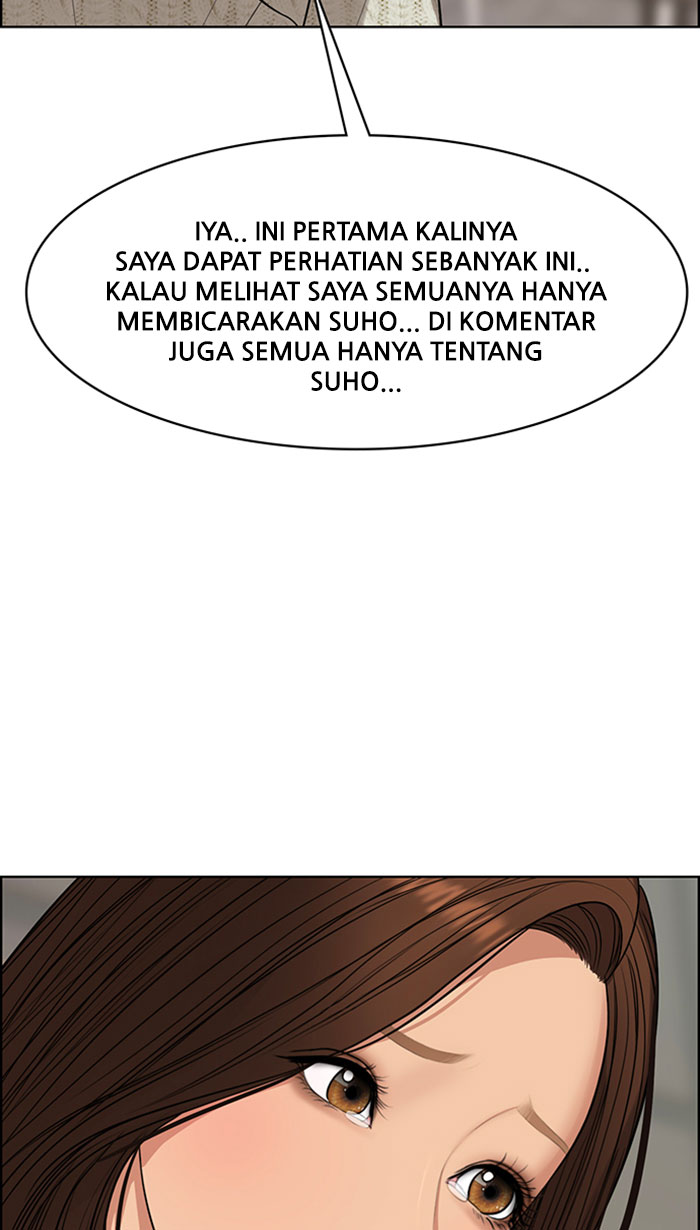 IYA.. INI PERTAMA KALINYA
SAYA DAPAT PERHATIAN SEBANYAK INI..
KALAU MELIHAT SAYA SEMUANYA HANYA
MEMBICARAKAN SUHO... DI KOMENTAR
JUGA SEMUA HANYA TENTANG
SUHO...